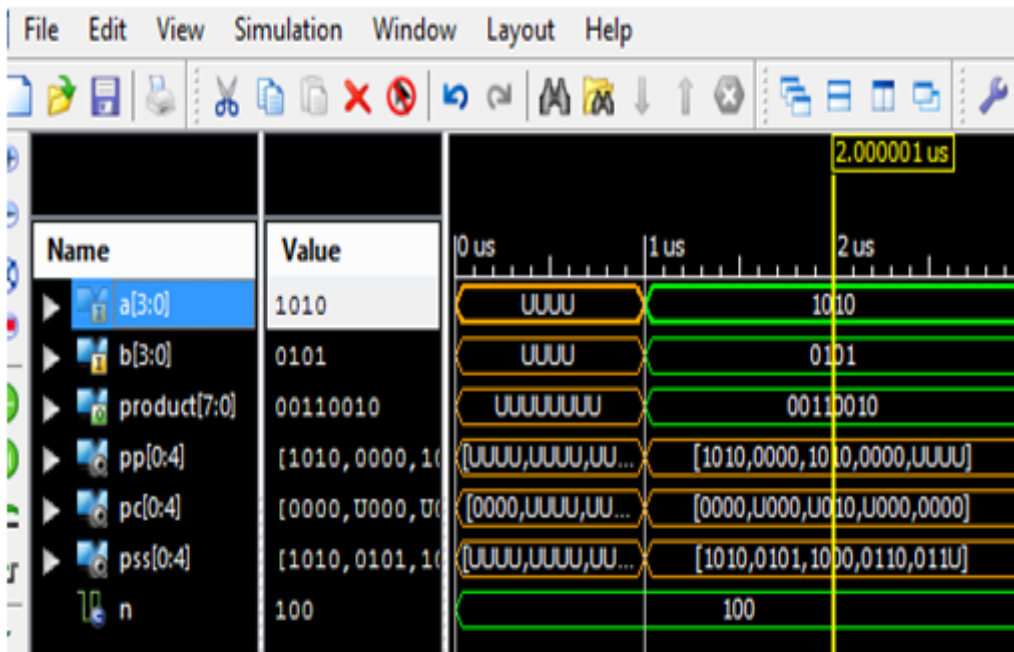 File Edit View Simulation Window Layout Help
2.000001 us
Name Value 0 us 1 us 2 us
a[3:0] 1010 UUUU 1010
b[3:0] 0101 UUUU 0101
product[7:0] 00110010 UUUUUUUU 00110010
pp[0:4] [1010,0000,10 [UUUU,UUUU,UU... [1010,0000,1010,0000,UUUU]
pc[0:4] [0000,U000,U0 [0000,UUUU,UU... [0000,U000,U010,U000,0000]
pss[0:4] [1010,0101,10 [UUUU,UUUU,UU... [1010,0101,1000,0110,011U]
n 100 100